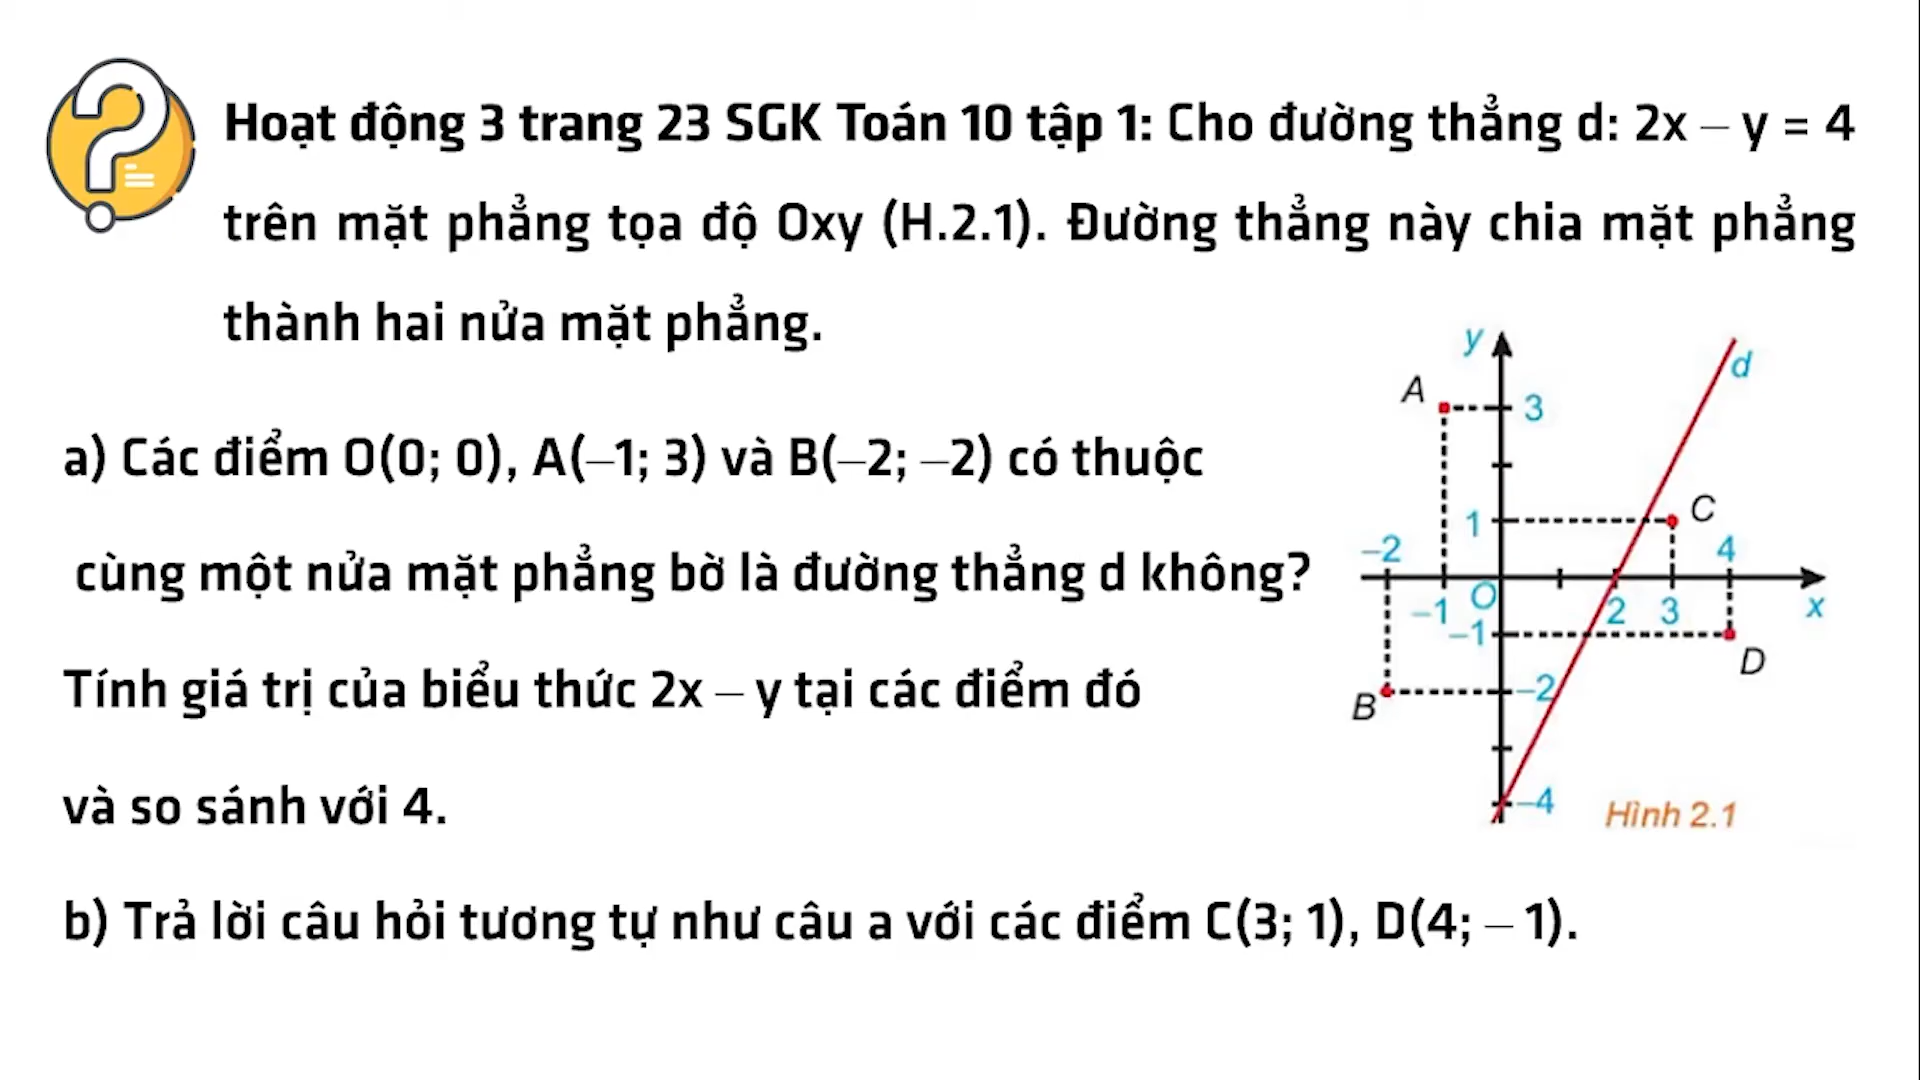 Hoạt động 3 trang 23 SGK Toán 10 tập 1: Cho đường thẳng d: 2x – y = 4
trên mặt phẳng tọa độ Oxy (H.2.1). Đường thẳng này chia mặt phẳng
thành hai nửa mặt phẳng.
a) Các điểm O(0; 0), A(–1; 3) và B(–2; –2) có thuộc
cùng một nửa mặt phẳng bờ là đường thẳng d không?
Tính giá trị của biểu thức 2x – y tại các điểm đó
và so sánh với 4.
b) Trả lời câu hỏi tương tự như câu a với các điểm C(3; 1), D(4; – 1).
y
d
A
3
C
1
–2
4
–1
O
2
3
x
–1
D
B
–2
–4
Hình 2.1